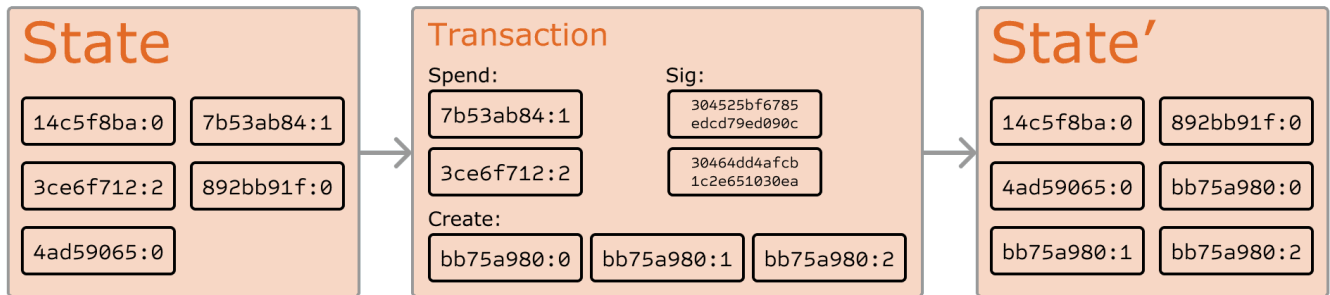 State
14c5f8ba:0 7b53ab84:1
3ce6f712:2 892bb91f:0
4ad59065:0
Transaction
Spend: Sig:
7b53ab84:1
304525bf6785
edcd79ed090c
3ce6f712:2
30464dd4afcb
1c2e651030ea
Create:
bb75a980:0 bb75a980:1 bb75a980:2
State’
14c5f8ba:0 892bb91f:0
4ad59065:0 bb75a980:0
bb75a980:1 bb75a980:2